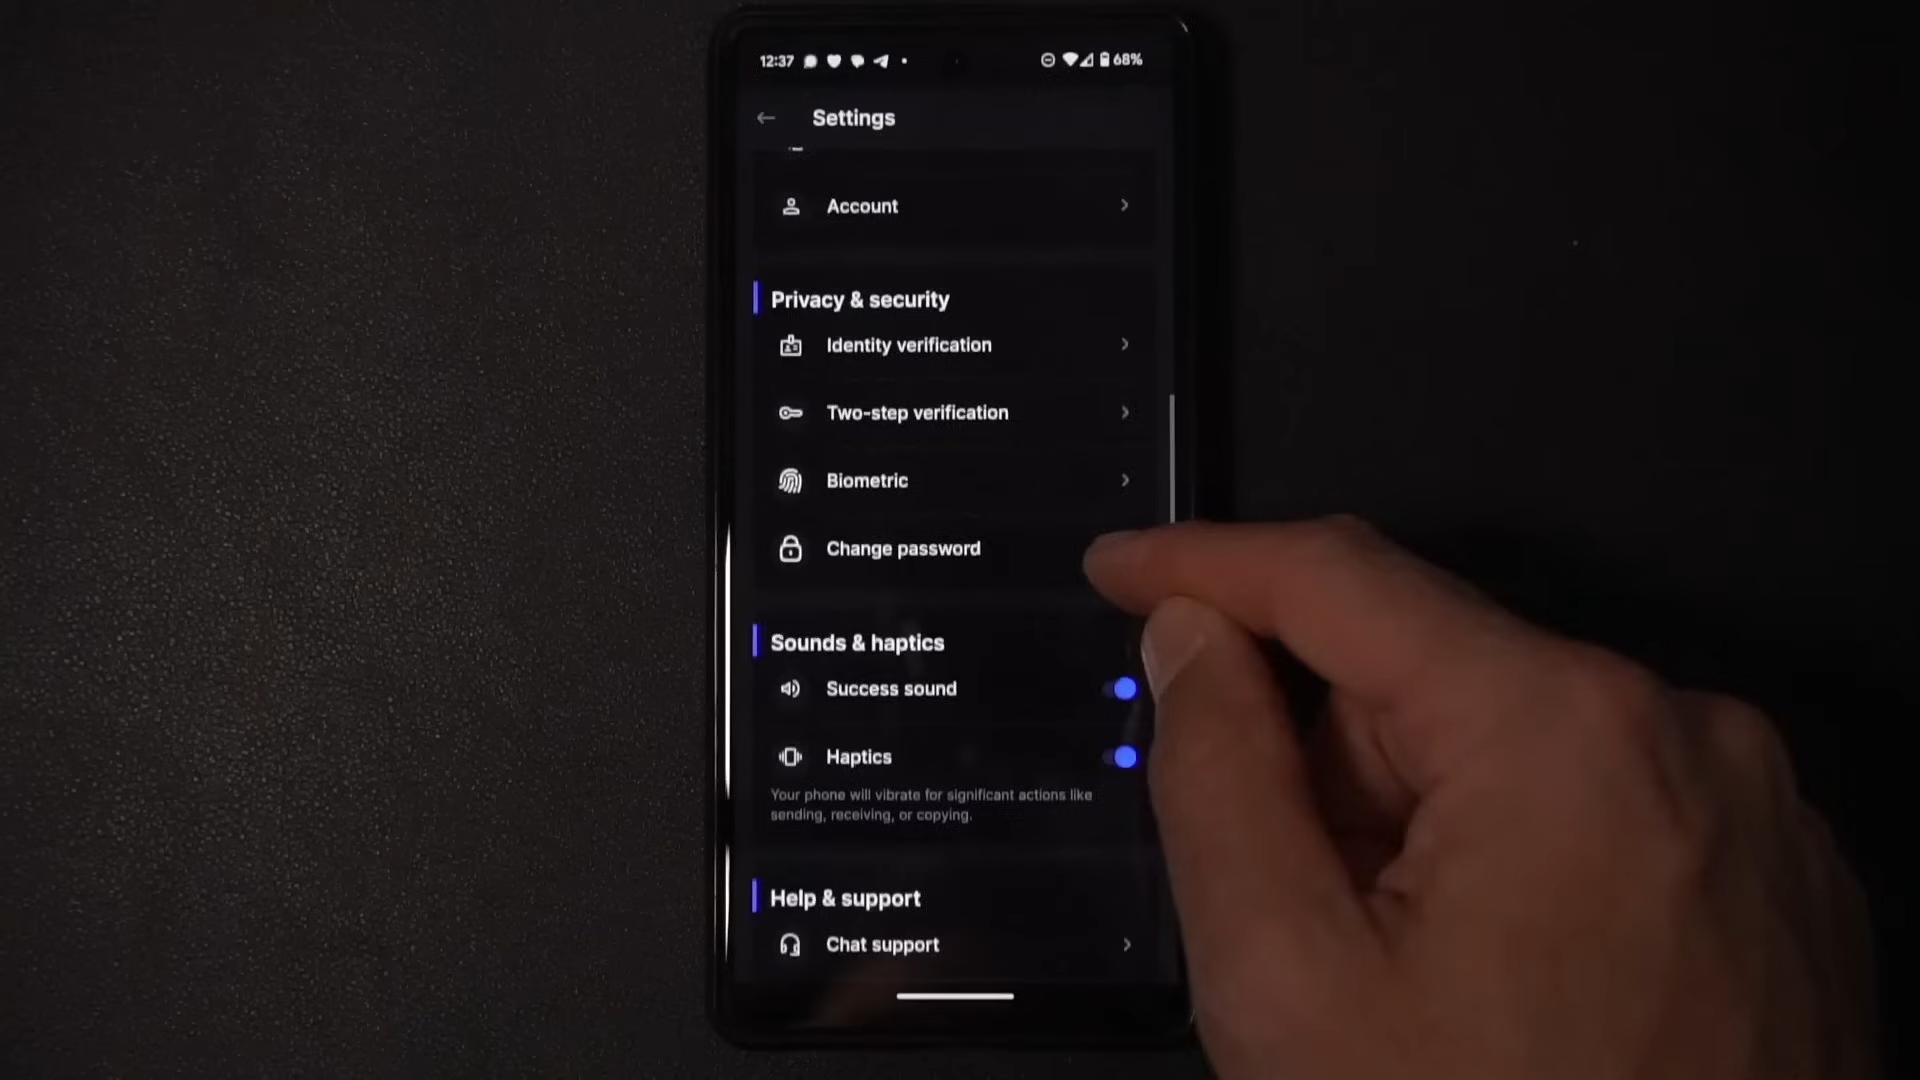 12:37 68%
Settings
Account
Privacy & security
Identity verification
Two-step verification
Biometric
Change password
Sounds & haptics
Success sound
Haptics
Your phone will vibrate for significant actions like
sending, receiving, or copying.
Help & support
Chat support